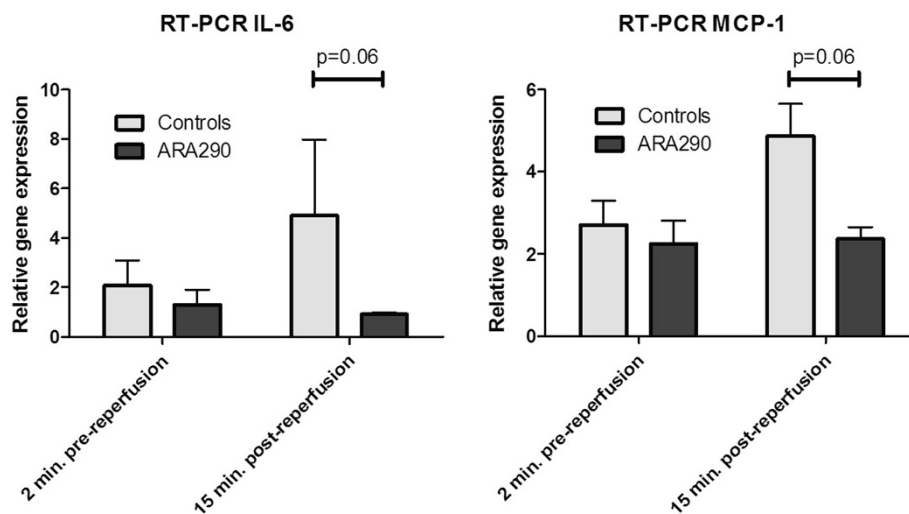 RT-PCR IL-6
p=0.06
Relative gene expression
10
8
6
4
2
0
Controls
ARA290
2 min. pre-reperfusion
15 min. post-reperfusion
RT-PCR MCP-1
p=0.06
Relative gene expression
6
4
2
0
Controls
ARA290
2 min. pre-reperfusion
15 min. post-reperfusion